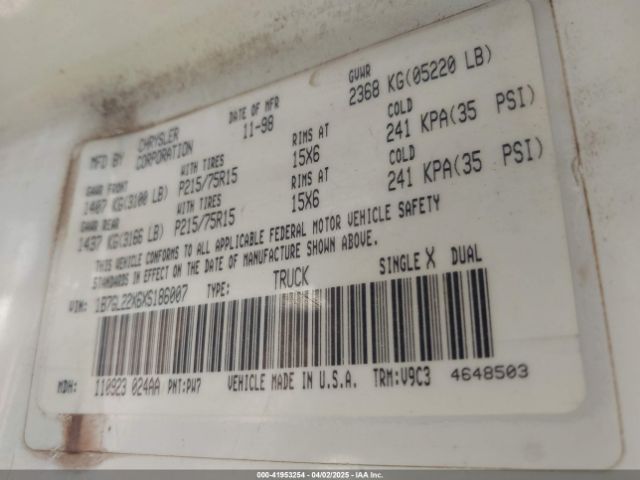 MFD BY CHRYSLER CORPORATION DATE OF MFR 11-98 GVWR 2368 KG(05220 LB)
GAWR FRONT WITH TIRES RIMS AT COLD
1407 KG(3100 LB) P215/75R15 15X6 241 KPA(35 PSI)
GAWR REAR WITH TIRES RIMS AT COLD
1437 KG(3166 LB) P215/75R15 15X6 241 KPA(35 PSI)
THIS VEHICLE CONFORMS TO ALL APPLICABLE FEDERAL MOTOR VEHICLE SAFETY
STANDARDS IN EFFECT ON THE DATE OF MANUFACTURE SHOWN ABOVE.
VIN: 1B7GL22X6XS186007 TYPE: TRUCK SINGLE X DUAL
MDH: 110923 024AA PNT:PW7 VEHICLE MADE IN U.S.A. TRM:V9C3 4648503
000-41953254 - 04/02/2025 - IAA Inc.